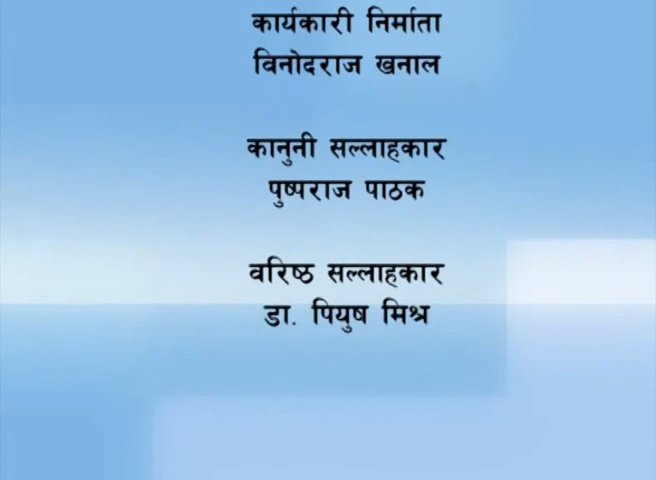 कार्यकारी निर्माता
विनोदराज खनाल
कानुनी सल्लाहकार
पुष्पराज पाठक
वरिष्ठ सल्लाहकार
डा. पियुष मिश्र